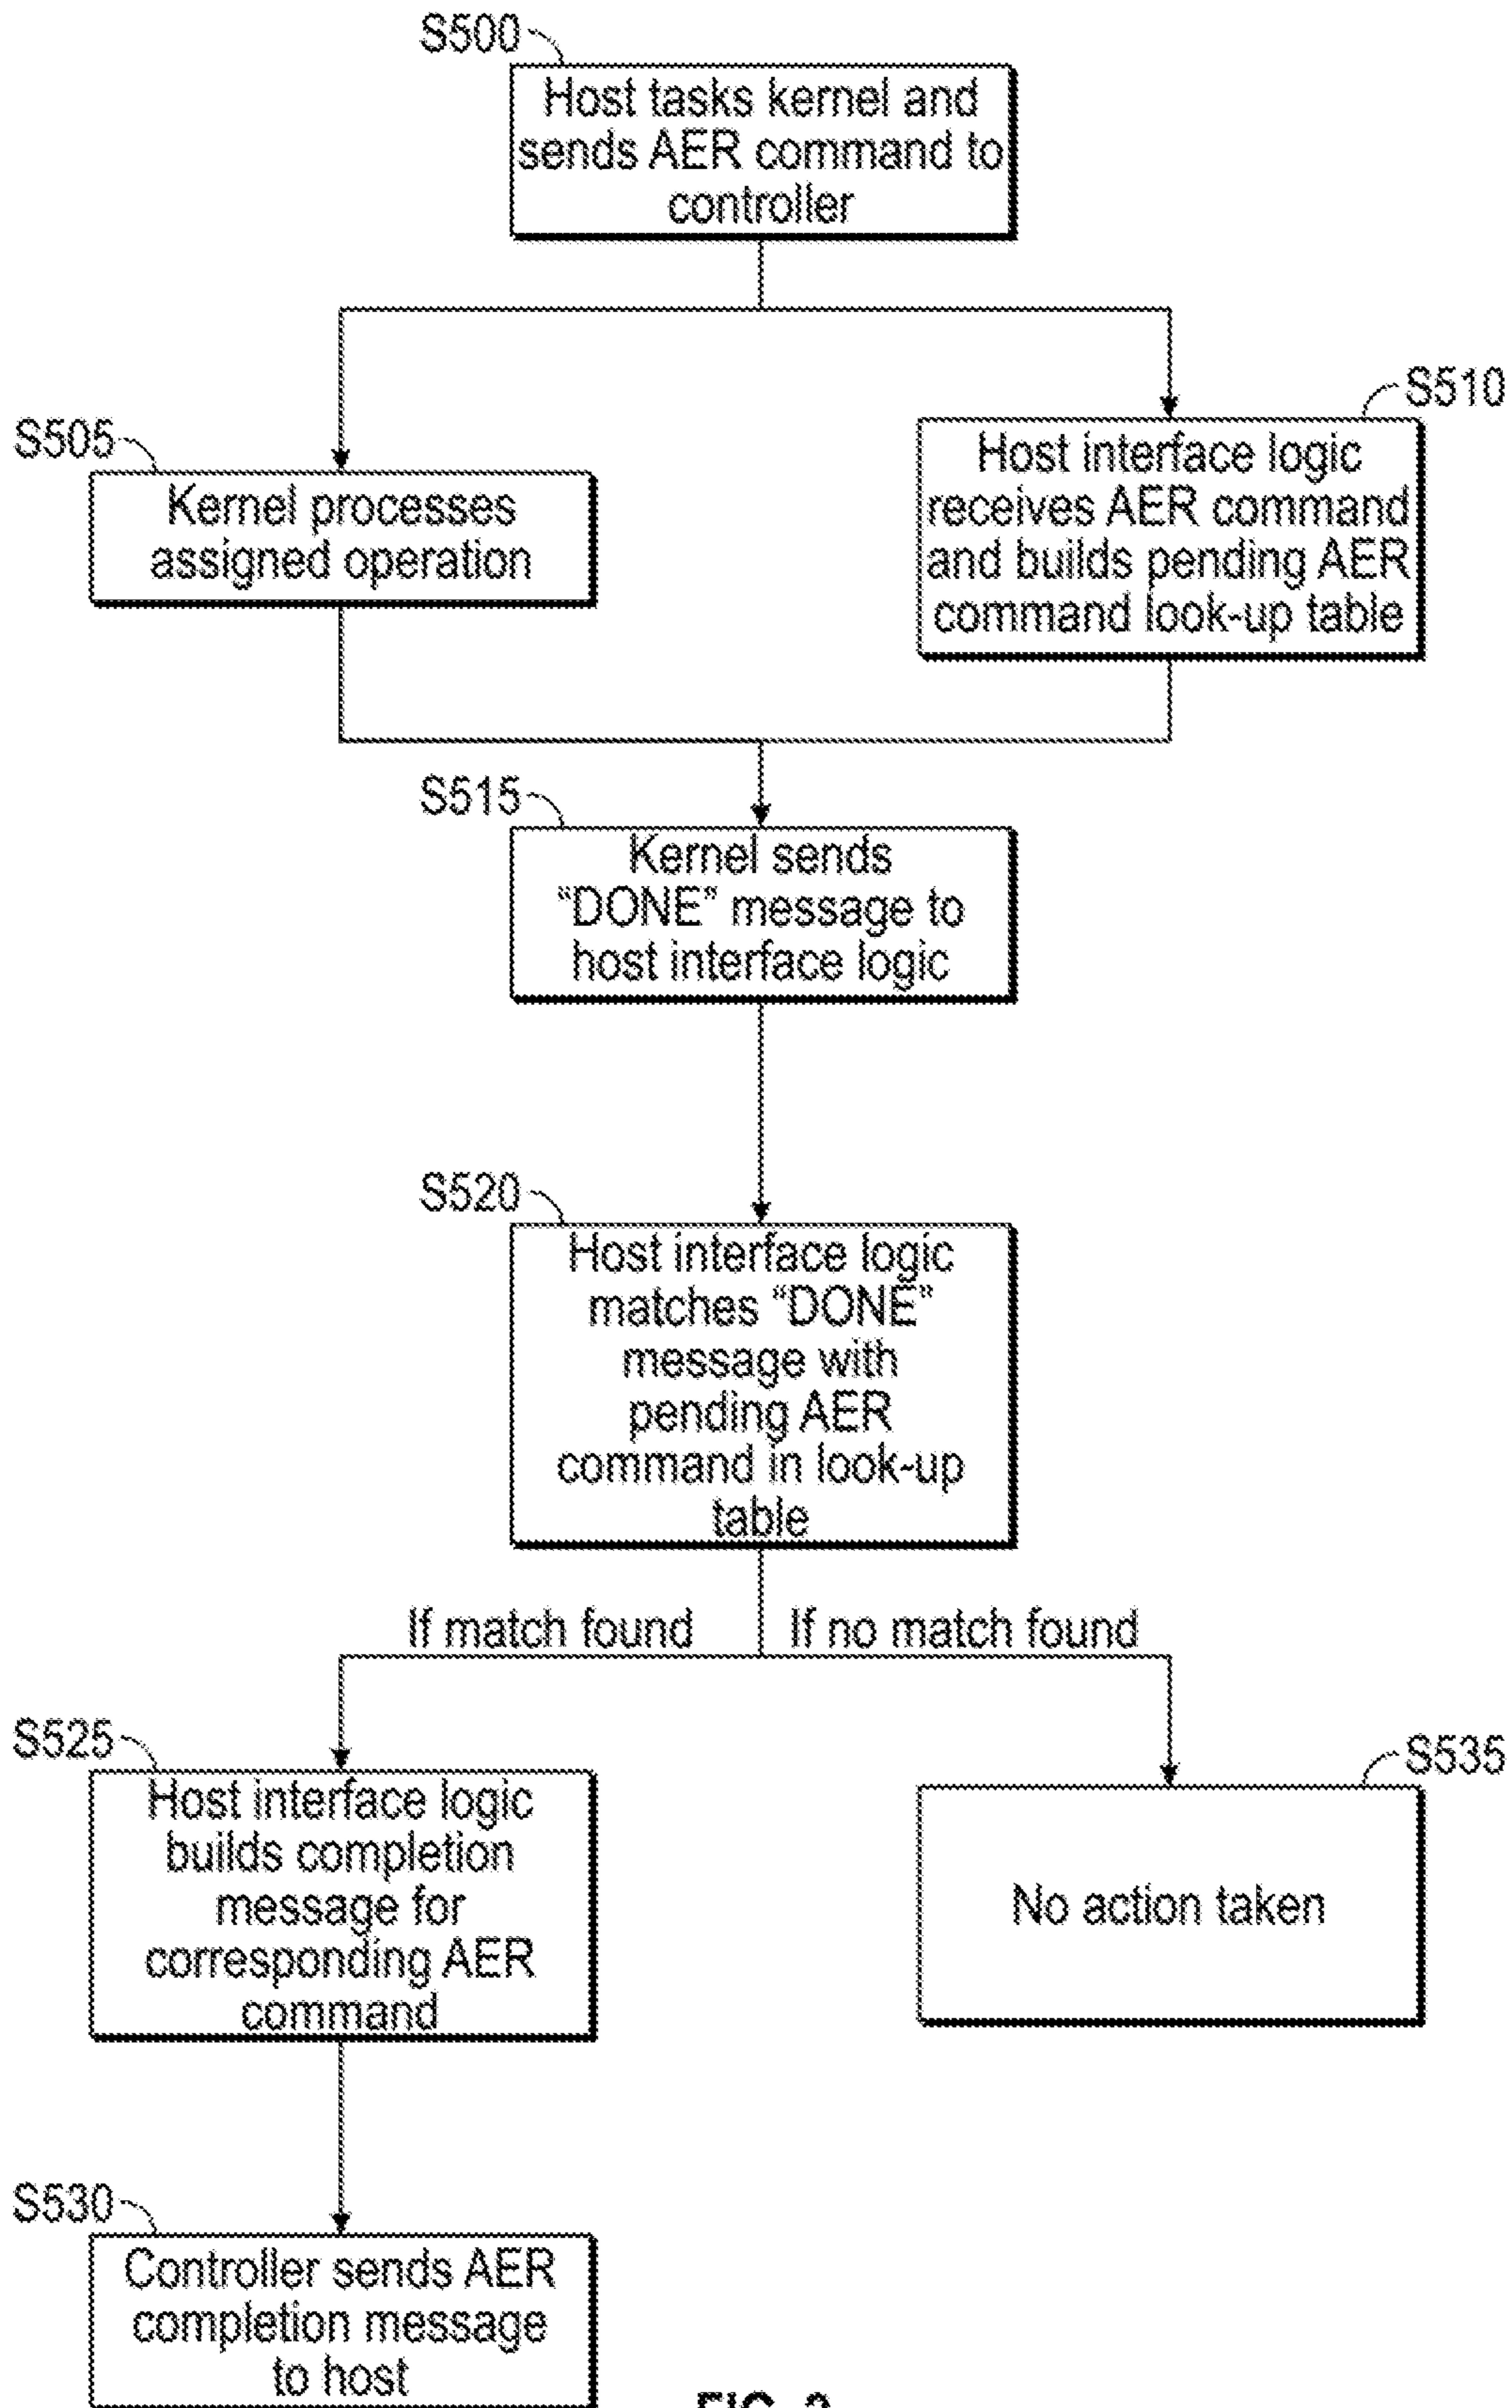 S500
Host tasks kernel and
sends AER command to
controller
S505
Kernel processes
assigned operation
S510
Host interface logic
receives AER command
and builds pending AER
command look-up table
S515
Kernel sends
“DONE” message to
host interface logic
S520
Host interface logic
matches “DONE”
message with
pending AER
command in look-up
table
If match found
If no match found
S525
Host interface logic
builds completion
message for
corresponding AER
command
S535
No action taken
S530
Controller sends AER
completion message
to host